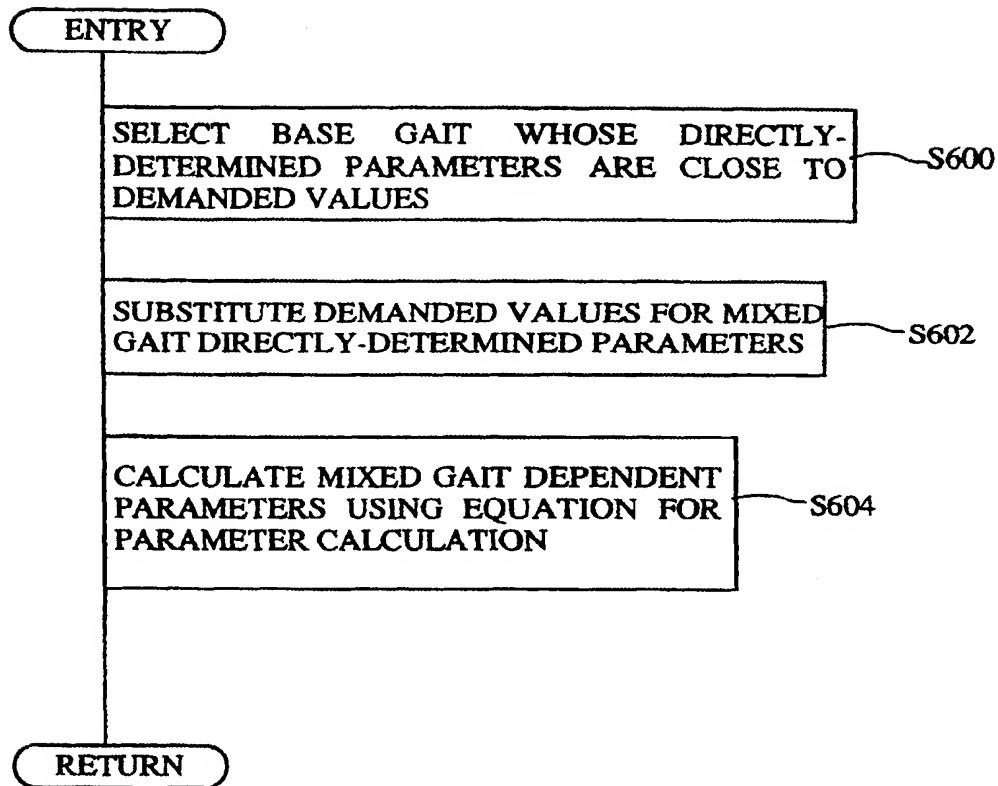 ENTRY
SELECT BASE GAIT WHOSE DIRECTLY-
DETERMINED PARAMETERS ARE CLOSE TO
DEMANDED VALUES
S600
SUBSTITUTE DEMANDED VALUES FOR MIXED
GAIT DIRECTLY-DETERMINED PARAMETERS
S602
CALCULATE MIXED GAIT DEPENDENT
PARAMETERS USING EQUATION FOR
PARAMETER CALCULATION
S604
RETURN